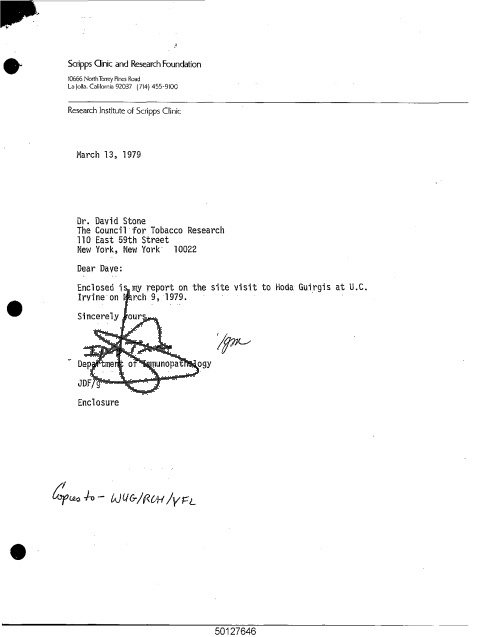 Scripps Clinic and Research Foundation
10666 North Torrey Pines Road
La Jolla, California 92037 (714) 455-9100
Research Institute of Scripps Clinic
March 13, 1979
Dr. David Stone
The Council for Tobacco Research
110 East 59th Street
New York, New York 10022
Dear Dave:
Enclosed is my report on the site visit to Hoda Guirgis at U.C.
Irvine on March 9, 1979.
Sincerely yours,
/gm
Department of Immunopathology
JDF/g
Enclosure
Copies to - WUG/RCH/VFL
50127646